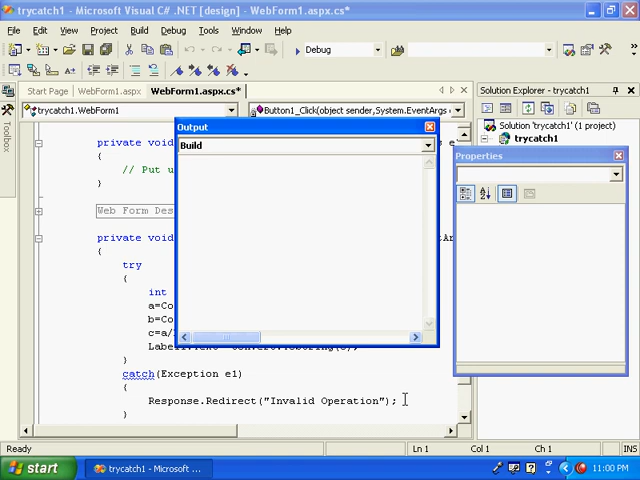 trycatch1 - Microsoft Visual C# .NET [design] - WebForm1.aspx.cs*
File Edit View Project Build Debug Tools Window Help
Debug
Start Page WebForm1.aspx WebForm1.aspx.cs*
trycatch1.WebForm1 Button1_Click(object sender,System.EventArgs
Toolbox
Solution Explorer - trycatch1
Solution 'trycatch1' (1 project)
trycatch1
Output
Build
Properties
private void
{
// Put u
}
Web Form Des
private void
{
try
{
int
a=Co
b=Co
c=a/
}
catch(Exception e1)
{
Response.Redirect("Invalid Operation");
}
Ready Ln 1 Col 1 Ch 1 INS
start trycatch1 - Microsoft ... 11:00 PM